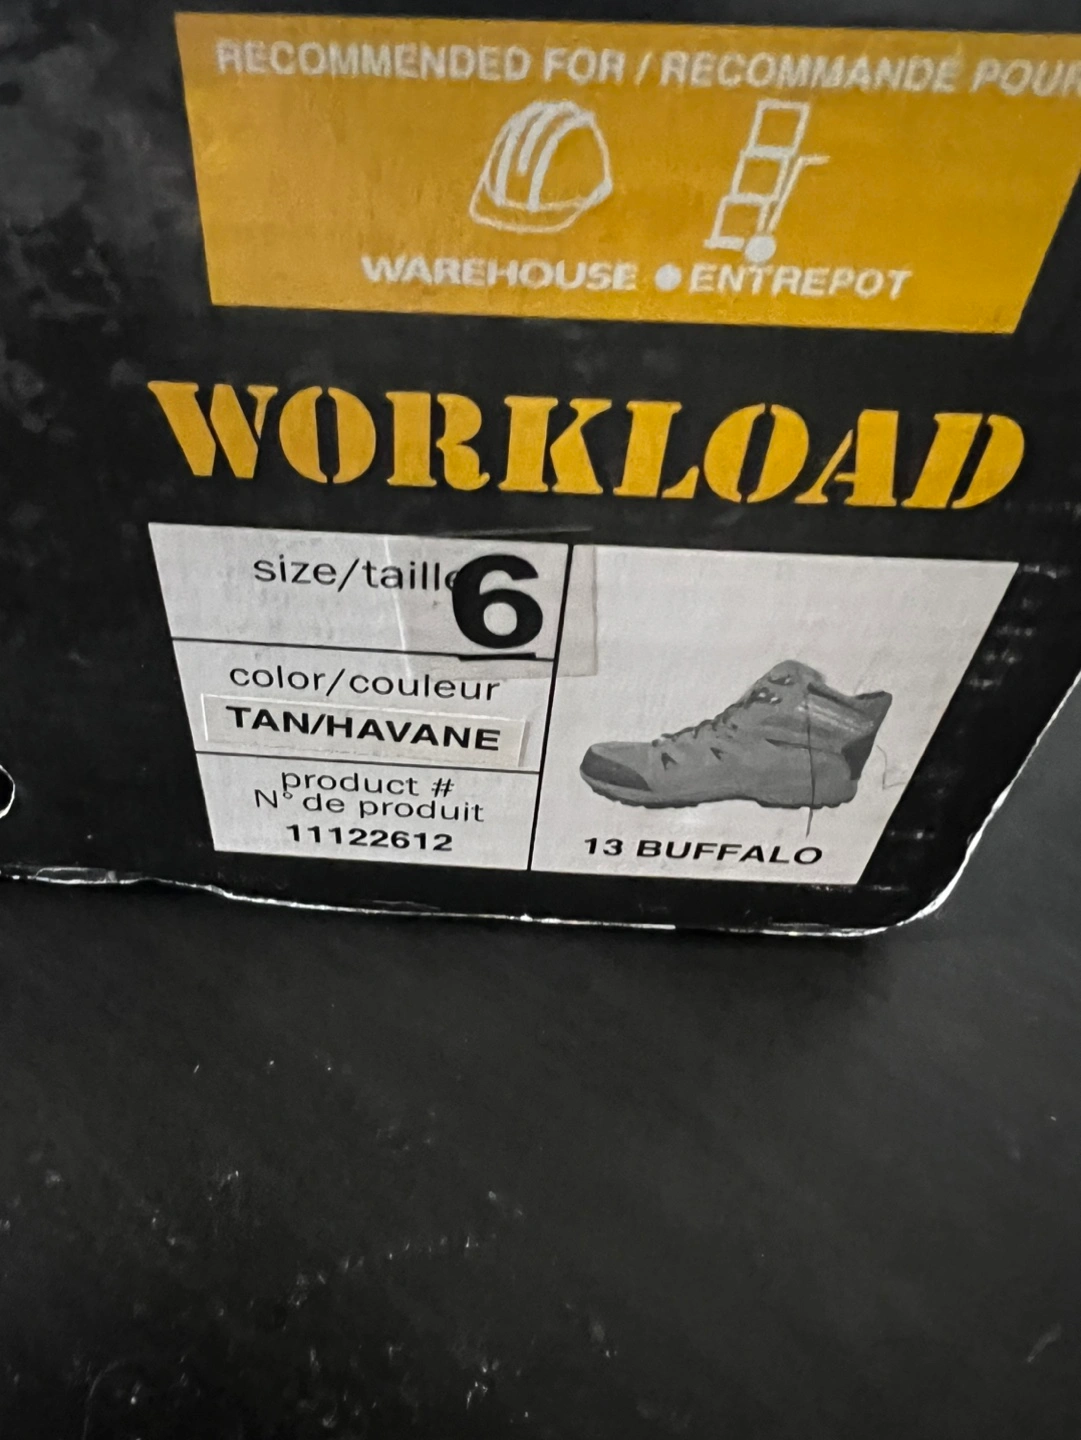 RECOMMENDED FOR / RECOMMANDÉ POUR
WAREHOUSE • ENTREPOT
WORKLOAD
size/taille
6
color/couleur
TAN/HAVANE
product #
N° de produit
11122612
13 BUFFALO